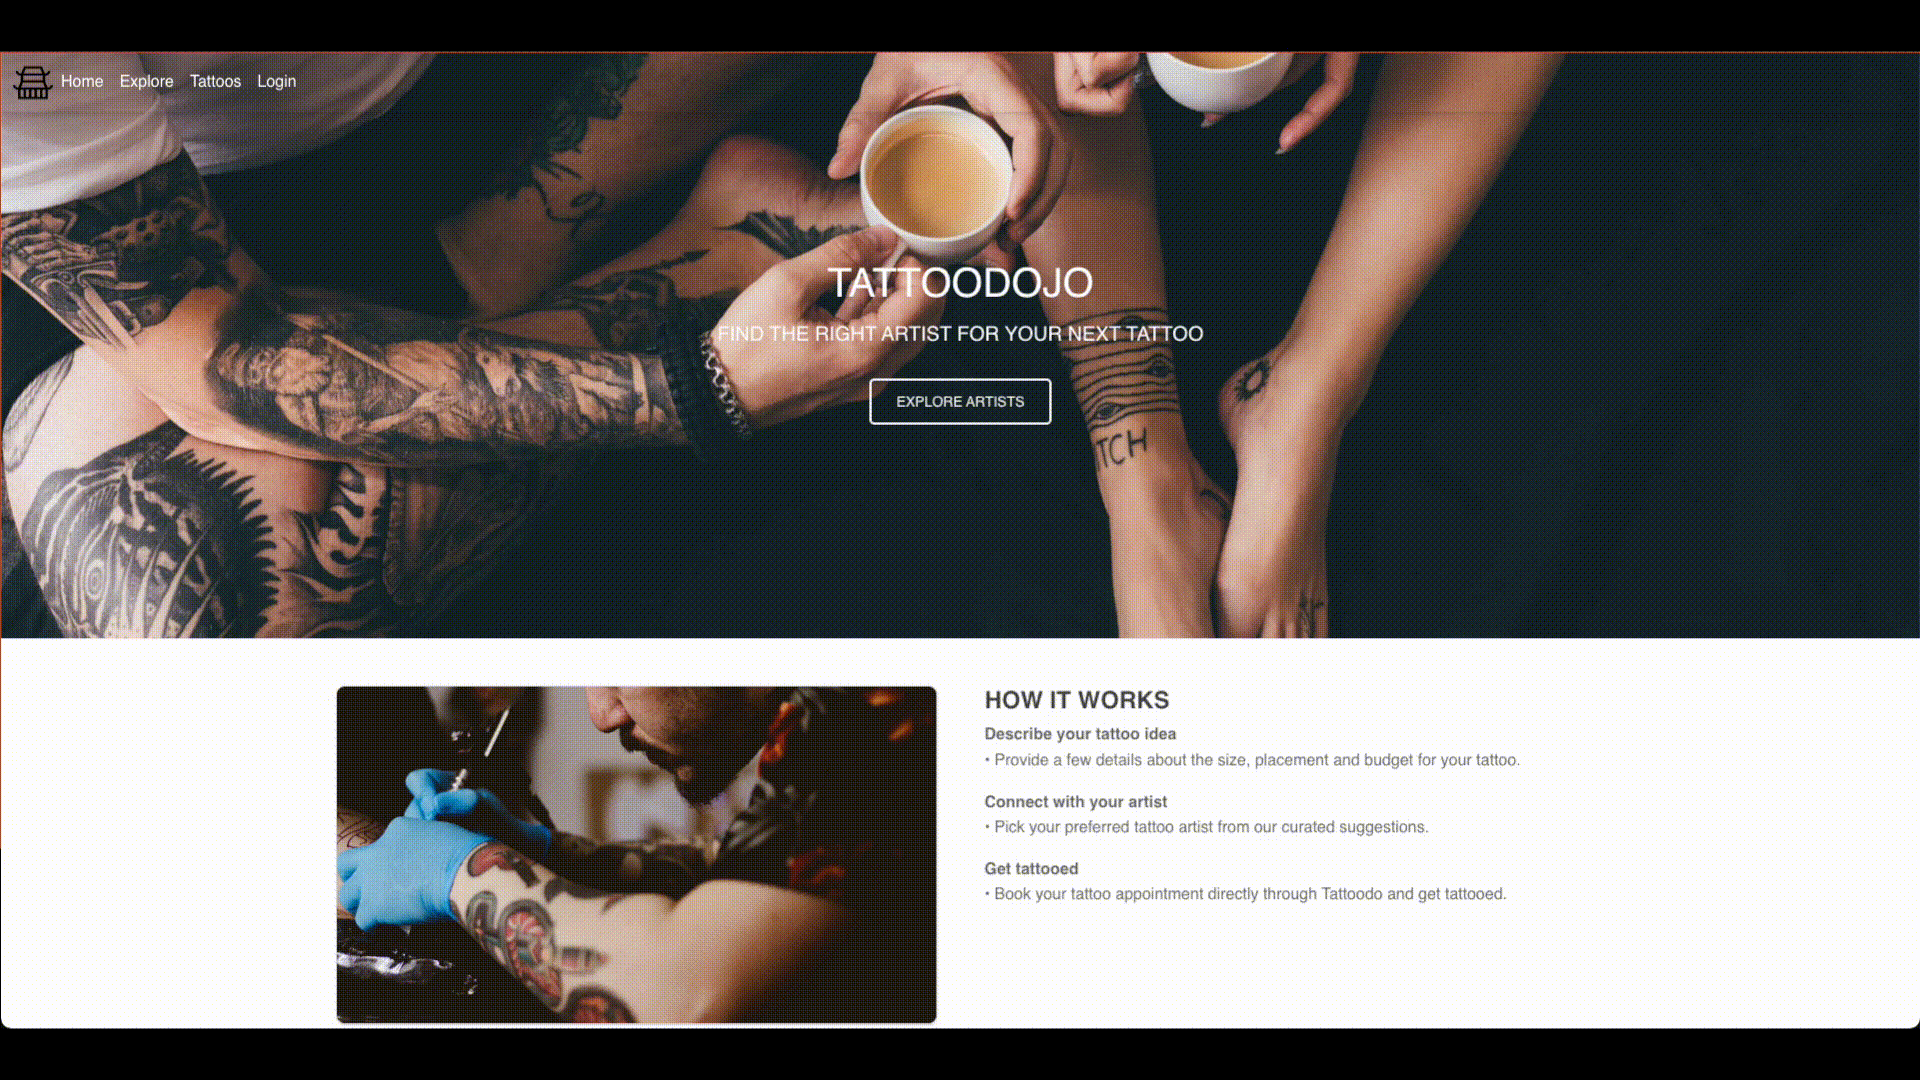 Home Explore Tattoos Login
TATTOODOJO
FIND THE RIGHT ARTIST FOR YOUR NEXT TATTOO
EXPLORE ARTISTS
ITCH
HOW IT WORKS
Describe your tattoo idea
• Provide a few details about the size, placement and budget for your tattoo.
Connect with your artist
• Pick your preferred tattoo artist from our curated suggestions.
Get tattooed
• Book your tattoo appointment directly through Tattoodo and get tattooed.